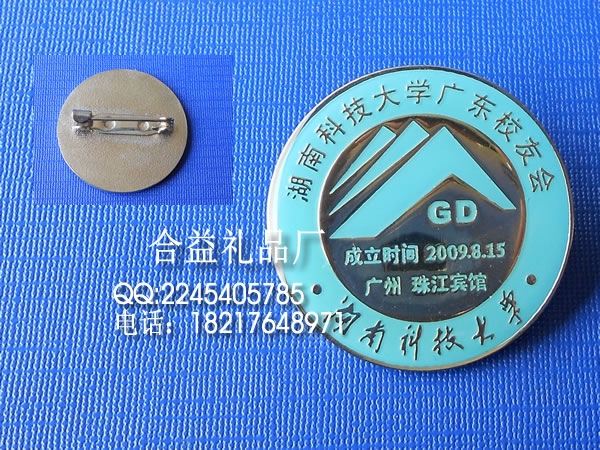 湖南科技大学广东校友会
GD
成立时间 2009.8.15
广州 珠江宾馆
湖南科技大学
合益礼品厂
QQ:2245405785
电话：18217648971